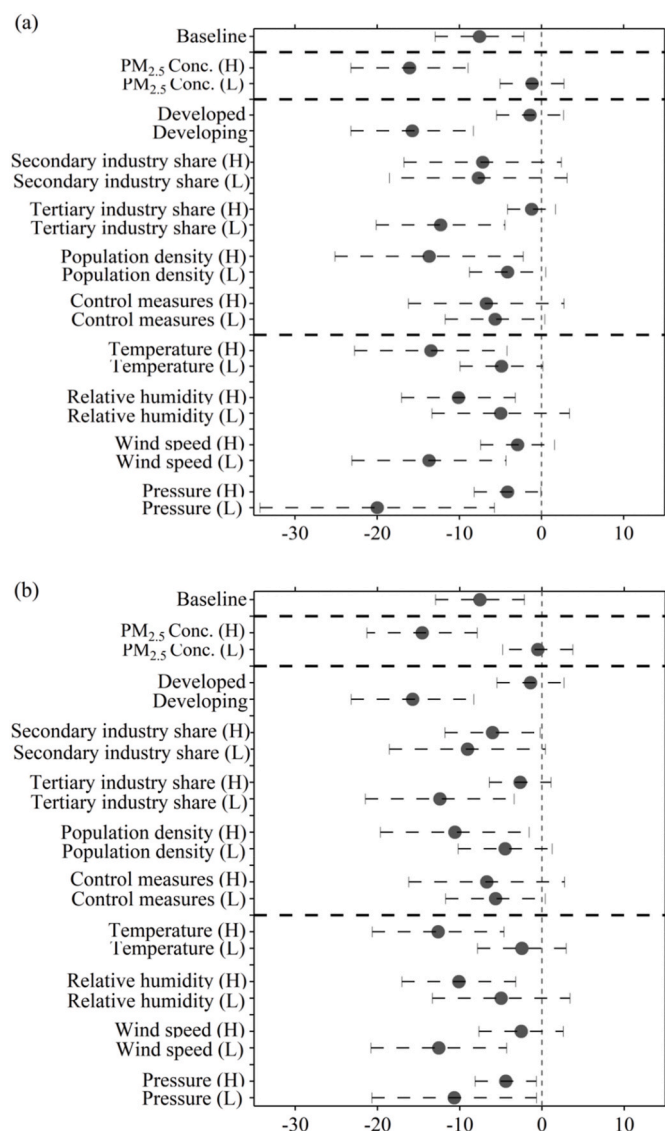 (a)
Baseline
PM2.5 Conc. (H)
PM2.5 Conc. (L)
Developed
Developing
Secondary industry share (H)
Secondary industry share (L)
Tertiary industry share (H)
Tertiary industry share (L)
Population density (H)
Population density (L)
Control measures (H)
Control measures (L)
Temperature (H)
Temperature (L)
Relative humidity (H)
Relative humidity (L)
Wind speed (H)
Wind speed (L)
Pressure (H)
Pressure (L)
-30 -20 -10 0 10
(b)
Baseline
PM2.5 Conc. (H)
PM2.5 Conc. (L)
Developed
Developing
Secondary industry share (H)
Secondary industry share (L)
Tertiary industry share (H)
Tertiary industry share (L)
Population density (H)
Population density (L)
Control measures (H)
Control measures (L)
Temperature (H)
Temperature (L)
Relative humidity (H)
Relative humidity (L)
Wind speed (H)
Wind speed (L)
Pressure (H)
Pressure (L)
-30 -20 -10 0 10